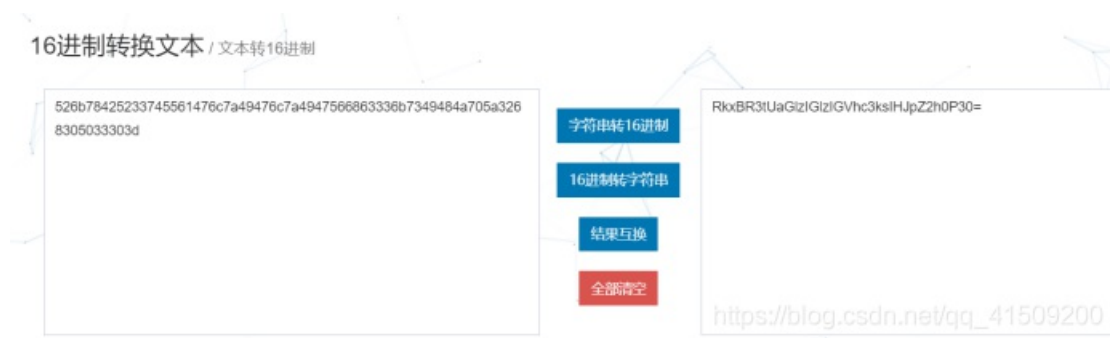 16进制转换文本 / 文本转16进制
526b78425233745561476c7a49476c7a4947566863336b7349484a705a326
8305033303d
字符串转16进制
16进制转字符串
结果互换
全部清空
RkxBR3tUaGlzIGlzIGVhc3ksIHJpZ2h0P30=
https://blog.csdn.net/qq_41509200